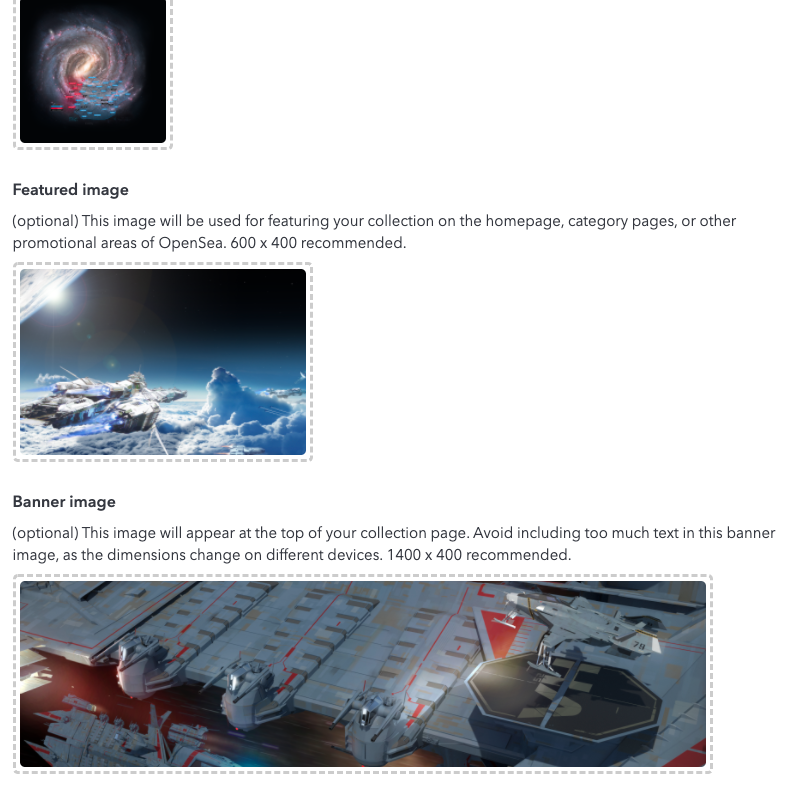 Featured image
(optional) This image will be used for featuring your collection on the homepage, category pages, or other
promotional areas of OpenSea. 600 x 400 recommended.
Banner image
(optional) This image will appear at the top of your collection page. Avoid including too much text in this banner
image, as the dimensions change on different devices. 1400 x 400 recommended.